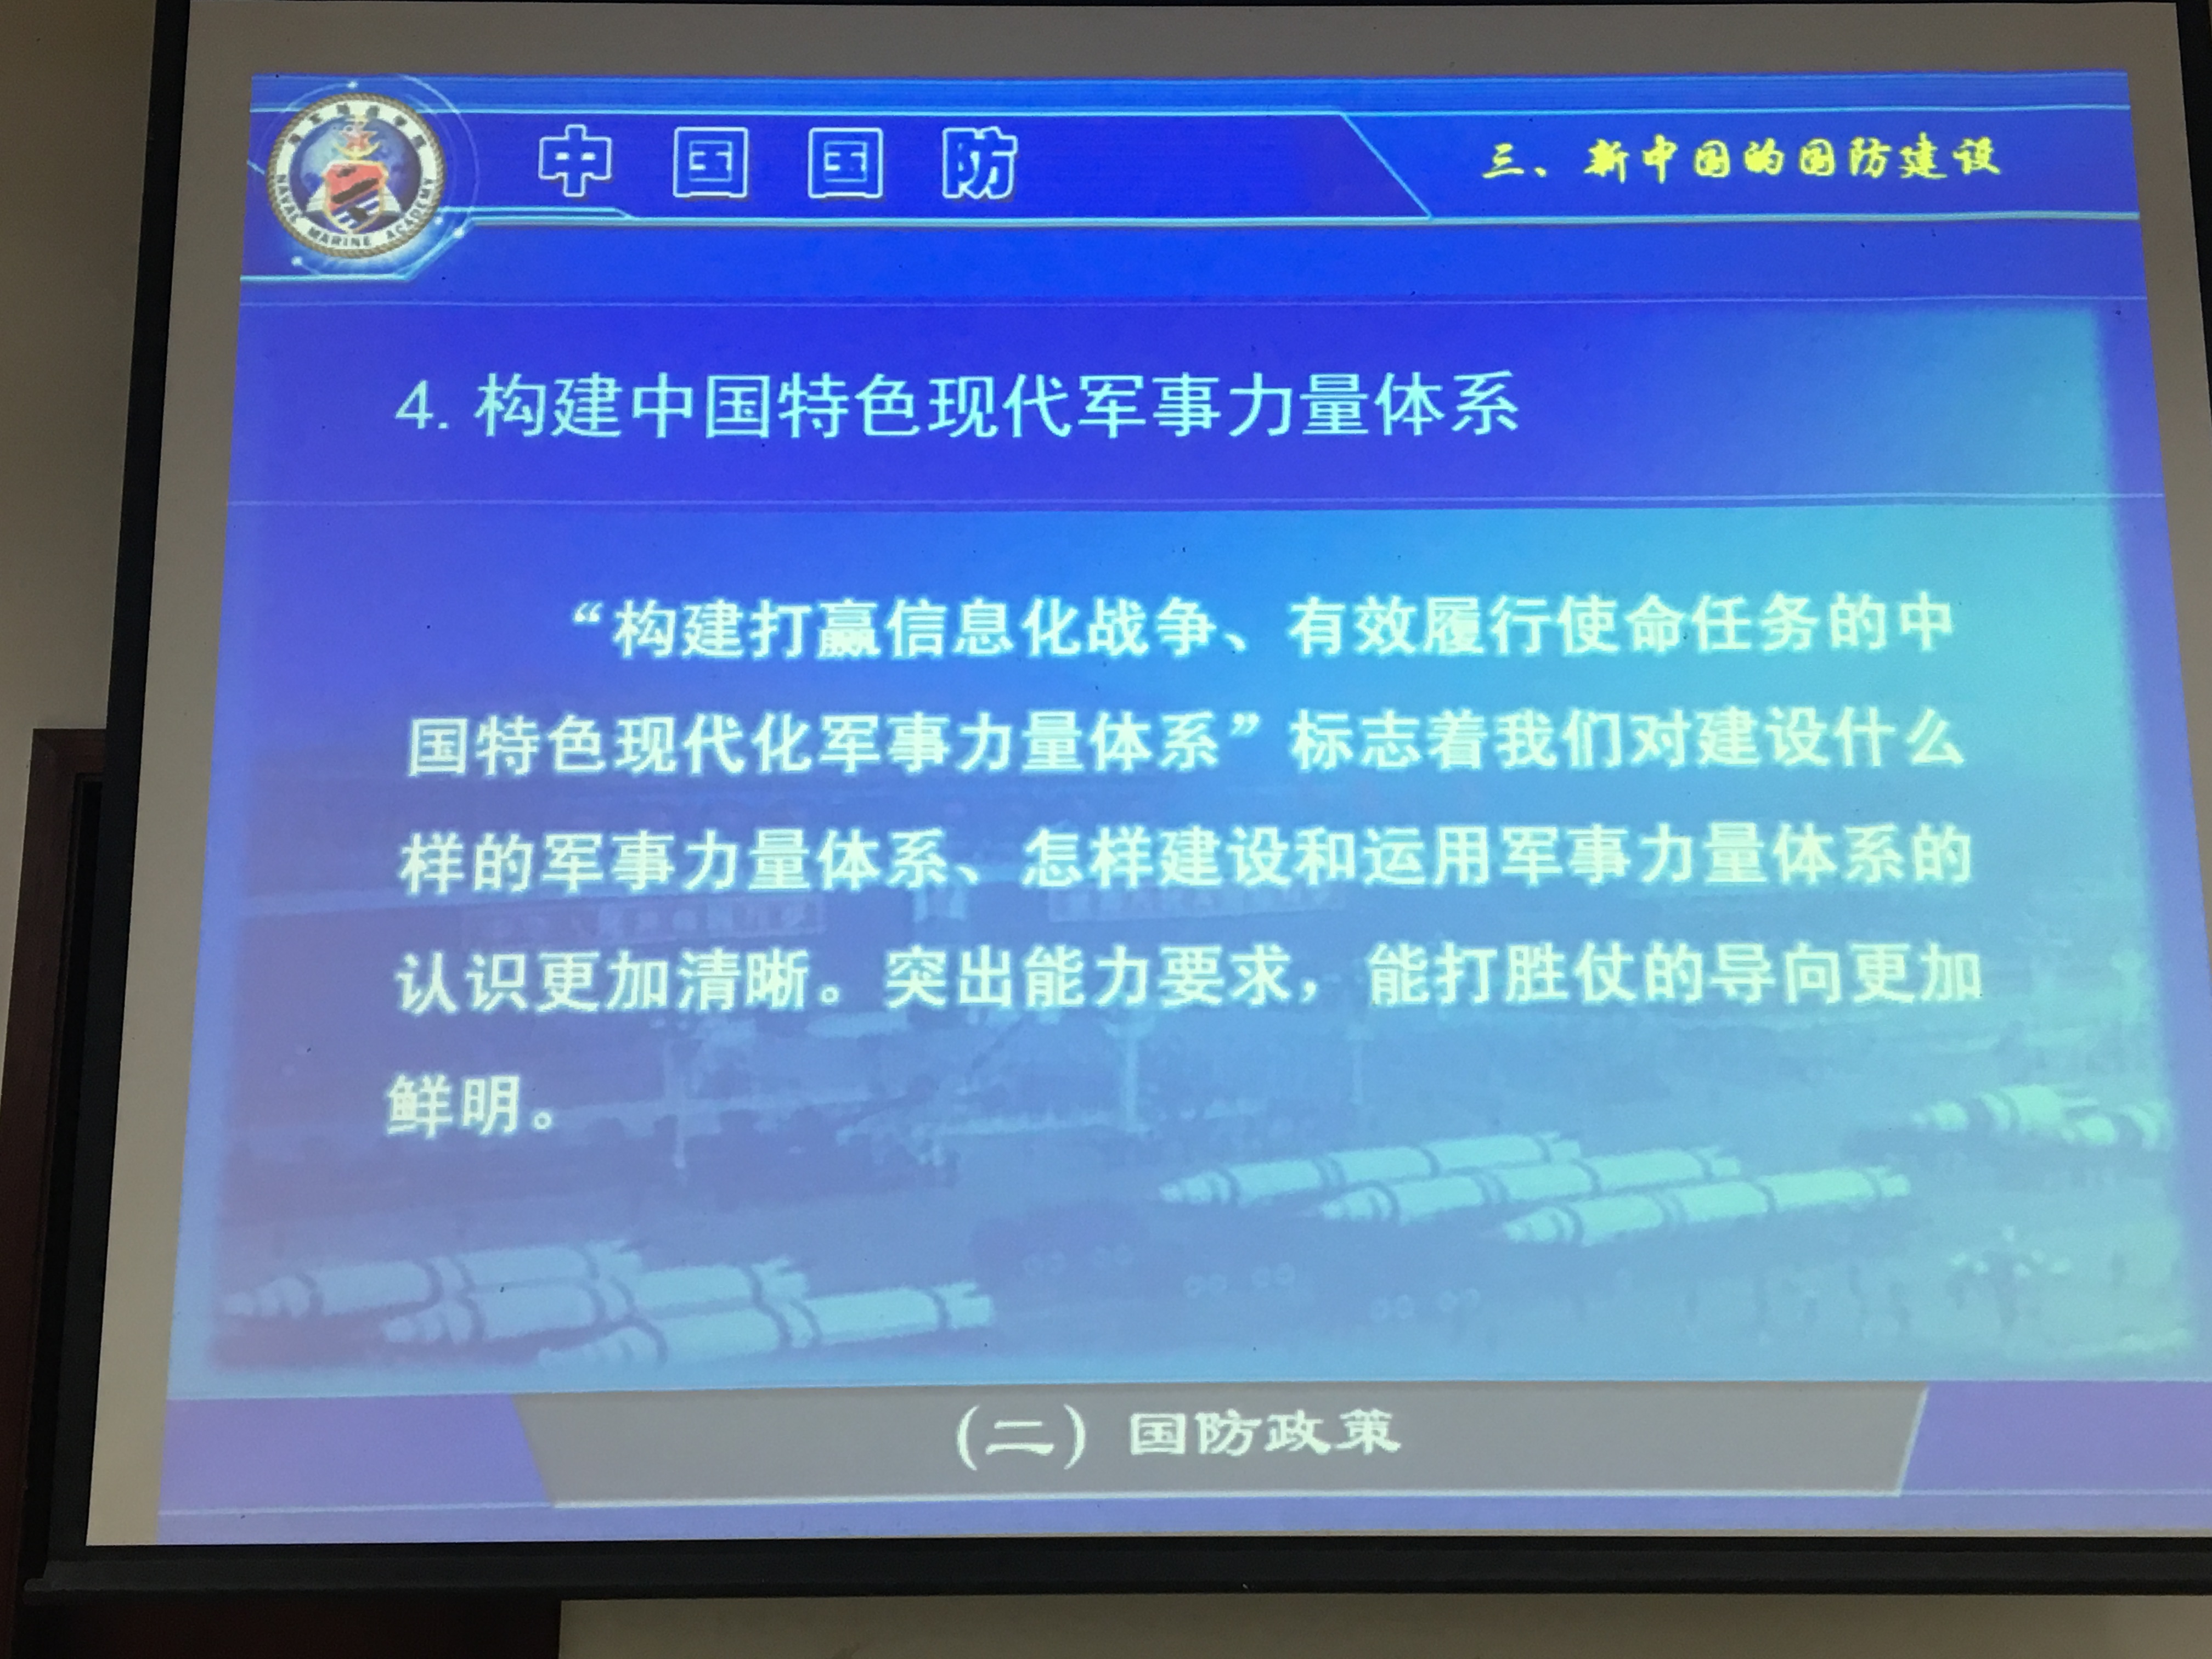 中国国防
三、新中国的国防建设
NAVAL MARINE ACADEMY
4. 构建中国特色现代军事力量体系
“构建打赢信息化战争、有效履行使命任务的中
国特色现代化军事力量体系”标志着我们对建设什么
样的军事力量体系、怎样建设和运用军事力量体系的
认识更加清晰。突出能力要求，能打胜仗的导向更加
鲜明。
(二) 国防政策